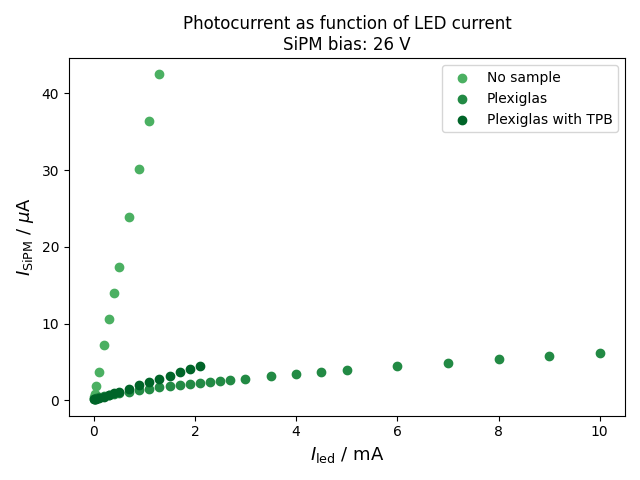 Photocurrent as function of LED current
SiPM bias: 26 V
No sample
Plexiglas
Plexiglas with TPB
40
30
20
10
0
I_SiPM / μA
0 2 4 6 8 10
I_led / mA